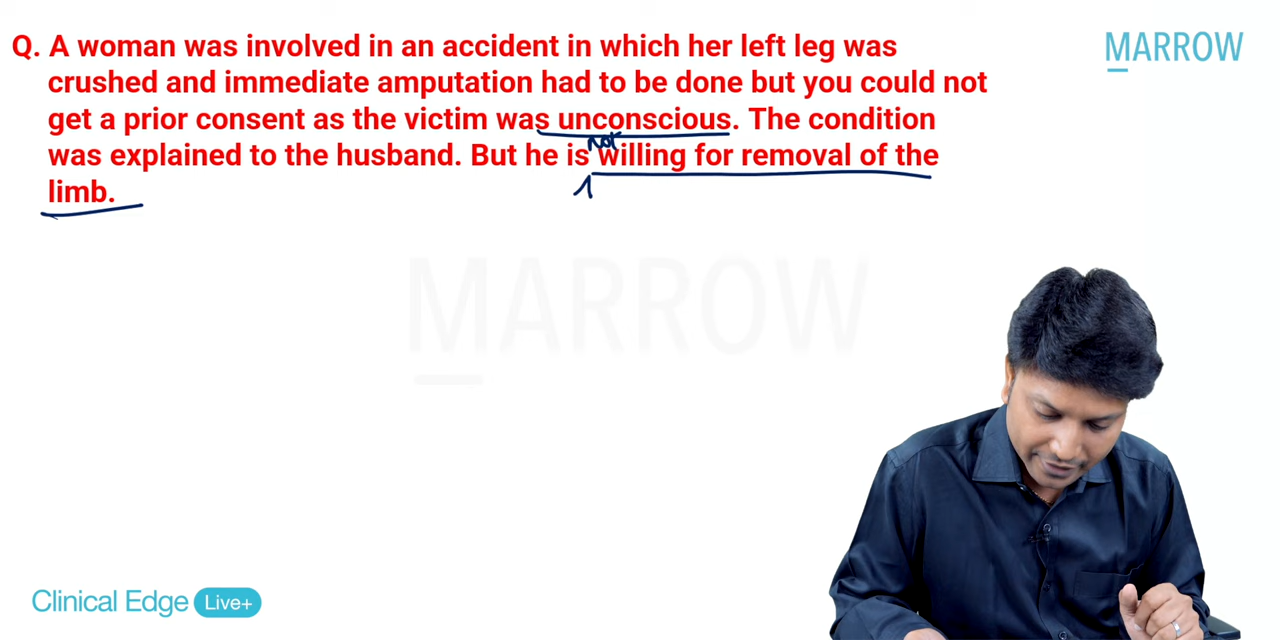 Q. A woman was involved in an accident in which her left leg was
MARROW
crushed and immediate amputation had to be done but you could not
get a prior consent as the victim was unconscious. The condition
not
was explained to the husband. But he is willing for removal of the
limb.
MARROW
Clinical Edge Live+